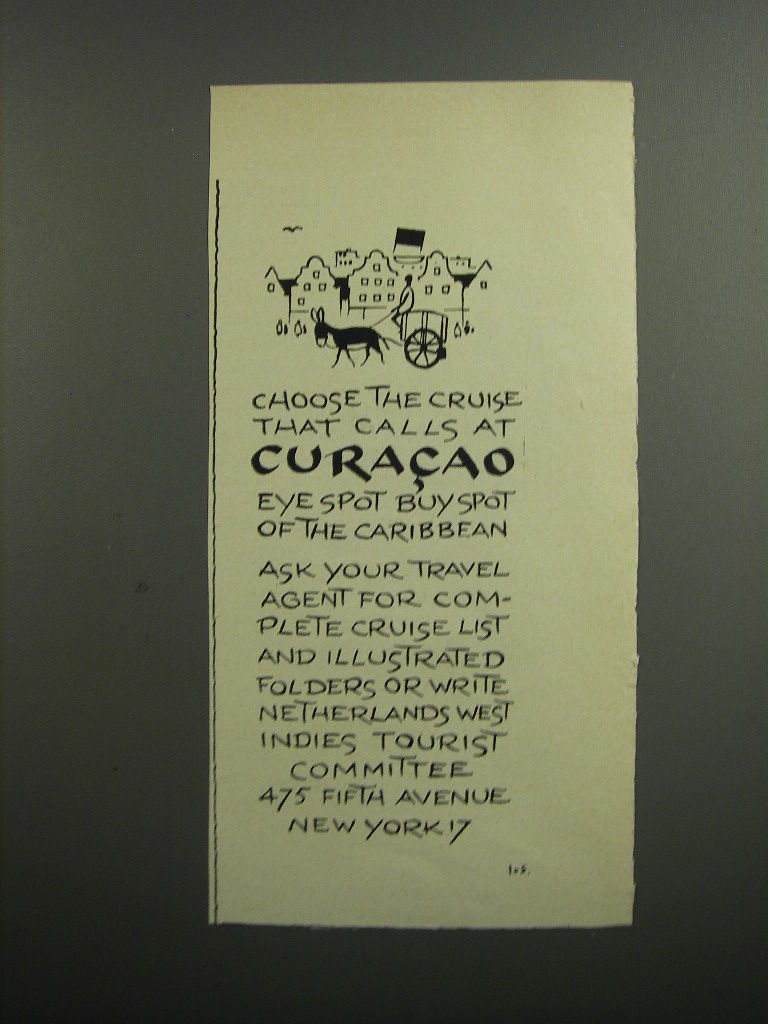 CHOOSE THE CRUISE
THAT CALLS AT
CURAÇAO
EYE SPOT BUY SPOT
OF THE CARIBBEAN
ASK YOUR TRAVEL
AGENT FOR COM-
PLETE CRUISE LIST
AND ILLUSTRATED
FOLDERS OR WRITE
NETHERLANDS WEST
INDIES TOURIST
COMMITTEE
475 FIFTH AVENUE
NEW YORK 17